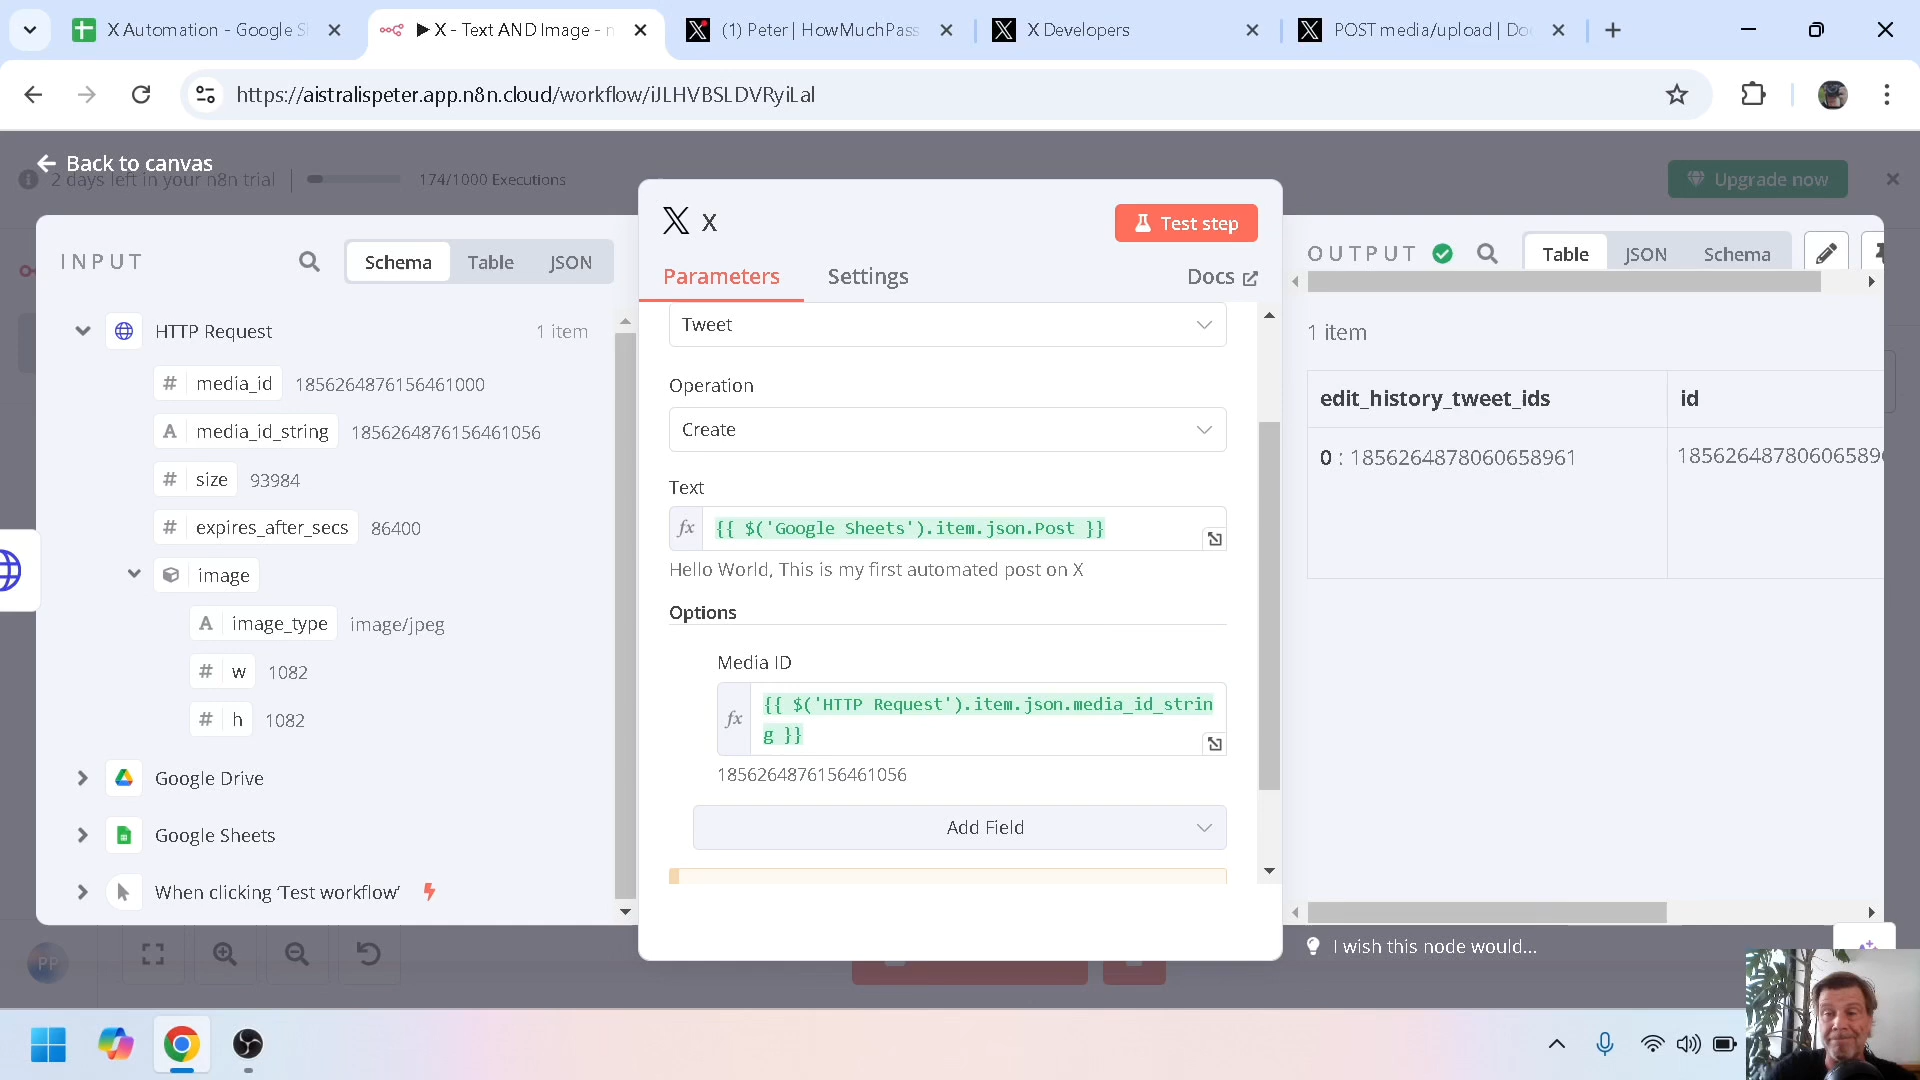 X Automation - Google S
X - Text AND Image - n
(1) Peter | HowMuchPass
X Developers
POST media/upload | Do
https://aistralispeter.app.n8n.cloud/workflow/iJLHVBSLDVRyiLal
Back to canvas
2 days left in your n8n trial
174/1000 Executions
Upgrade now
INPUT
Schema
Table
JSON
HTTP Request
1 item
# media_id 1856264876156461000
A media_id_string 1856264876156461056
# size 93984
# expires_after_secs 86400
image
A image_type image/jpeg
# w 1082
# h 1082
Google Drive
Google Sheets
When clicking ‘Test workflow’
X
Test step
Parameters
Settings
Docs
Tweet
Operation
Create
Text
fx {{ $('Google Sheets').item.json.Post }}
Hello World, This is my first automated post on X
Options
Media ID
fx {{ $('HTTP Request').item.json.media_id_strin
g }}
1856264876156461056
Add Field
OUTPUT
Table
JSON
Schema
1 item
edit_history_tweet_ids
id
0 : 1856264878060658961
185626487806065896
I wish this node would...
PP